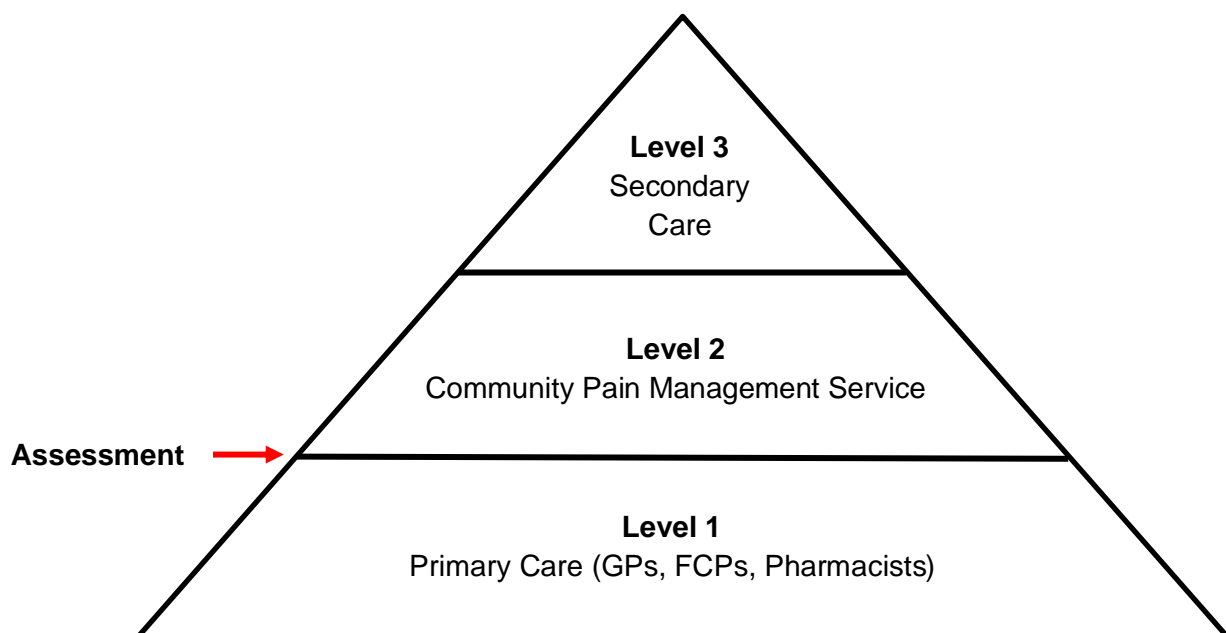 Level 3
Secondary
Care
Level 2
Community Pain Management Service
Assessment
Level 1
Primary Care (GPs, FCPs, Pharmacists)